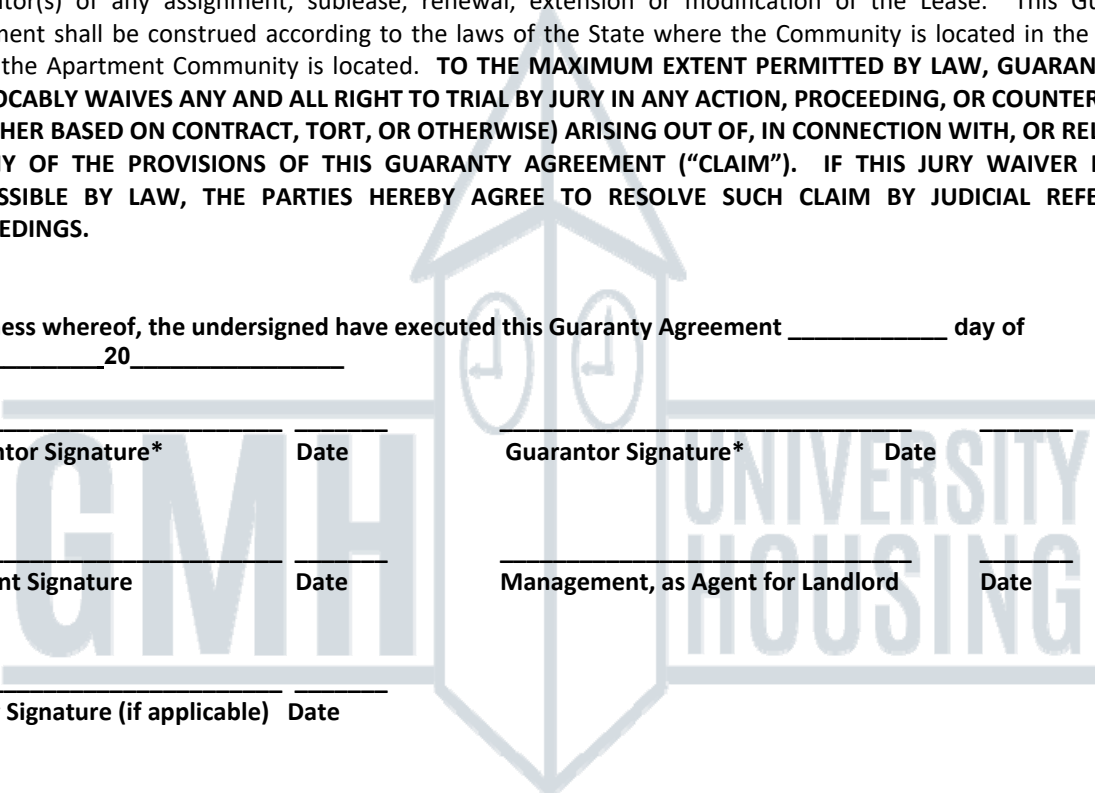 tor(s) of any assignment, sublease, renewal, extension or modification of the Lease. This Gu
ment shall be construed according to the laws of the State where the Community is located in the
the Apartment Community is located. TO THE MAXIMUM EXTENT PERMITTED BY LAW, GUARAN
OCABLY WAIVES ANY AND ALL RIGHT TO TRIAL BY JURY IN ANY ACTION, PROCEEDING, OR COUNTER
HER BASED ON CONTRACT, TORT, OR OTHERWISE) ARISING OUT OF, IN CONNECTION WITH, OR REL
NY OF THE PROVISIONS OF THIS GUARANTY AGREEMENT (“CLAIM”). IF THIS JURY WAIVER
SSIBLE BY LAW, THE PARTIES HEREBY AGREE TO RESOLVE SUCH CLAIM BY JUDICIAL REFE
EDINGS.
ess whereof, the undersigned have executed this Guaranty Agreement ____________ day of
________20________________
ntor Signature* Date Guarantor Signature* Date
nt Signature Date Management, as Agent for Landlord Date
Signature (if applicable) Date
GMH
UNIVERSITY
HOUSING